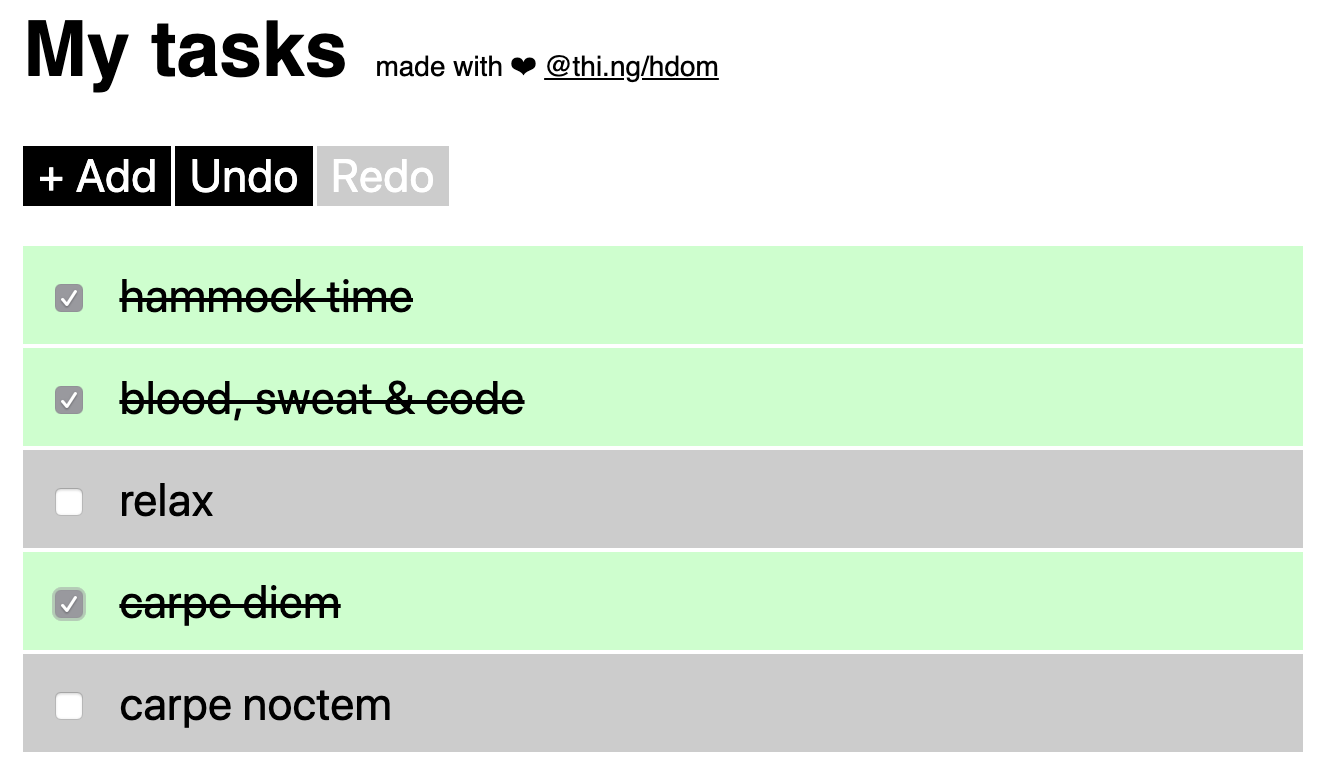 My tasks made with ❤ @thi.ng/hdom
+ Add Undo Redo
hammock time
blood, sweat & code
relax
carpe diem
carpe noctem